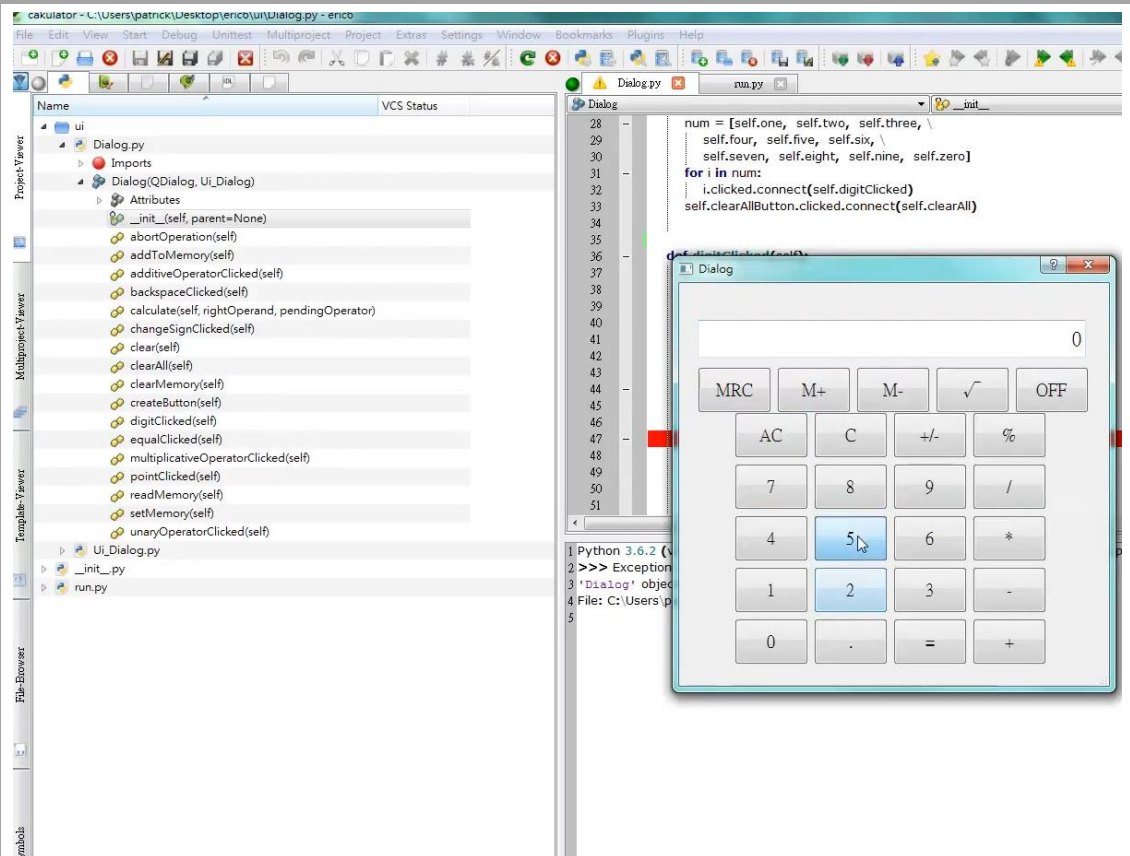 cakulator - C:\Users\patrick\Desktop\eric6\ui\Dialog.py - eric6
File Edit View Start Debug Unittest Multiproject Project Extras Settings Window Bookmarks Plugins Help
Dialog.py
run.py
Name VCS Status
Dialog
__init__
ui
Dialog.py
Imports
Dialog(QDialog, Ui_Dialog)
Attributes
__init__(self, parent=None)
abortOperation(self)
addToMemory(self)
additiveOperatorClicked(self)
backspaceClicked(self)
calculate(self, rightOperand, pendingOperator)
changeSignClicked(self)
clear(self)
clearAll(self)
clearMemory(self)
createButton(self)
digitClicked(self)
equalClicked(self)
multiplicativeOperatorClicked(self)
pointClicked(self)
readMemory(self)
setMemory(self)
unaryOperatorClicked(self)
Ui_Dialog.py
__init__.py
run.py
Project-Viewer
Multiproject-Viewer
Template-Viewer
File-Browser
28 num = [self.one, self.two, self.three, \
29 self.four, self.five, self.six, \
30 self.seven, self.eight, self.nine, self.zero]
31 for i in num:
32 i.clicked.connect(self.digitClicked)
33 self.clearAllButton.clicked.connect(self.clearAll)
34
35
36 def digitClicked(self):
37
38
39
40
41
42
43
44
45
46
47
48
49
50
51
Dialog
0
MRC M+ M- √ OFF
AC C +/- %
7 8 9 /
4 5 6 *
1 2 3 -
0 . = +
1 Python 3.6.2 (
2 >>> Exception
3 'Dialog' objec
4 File: C:\Users\p
5